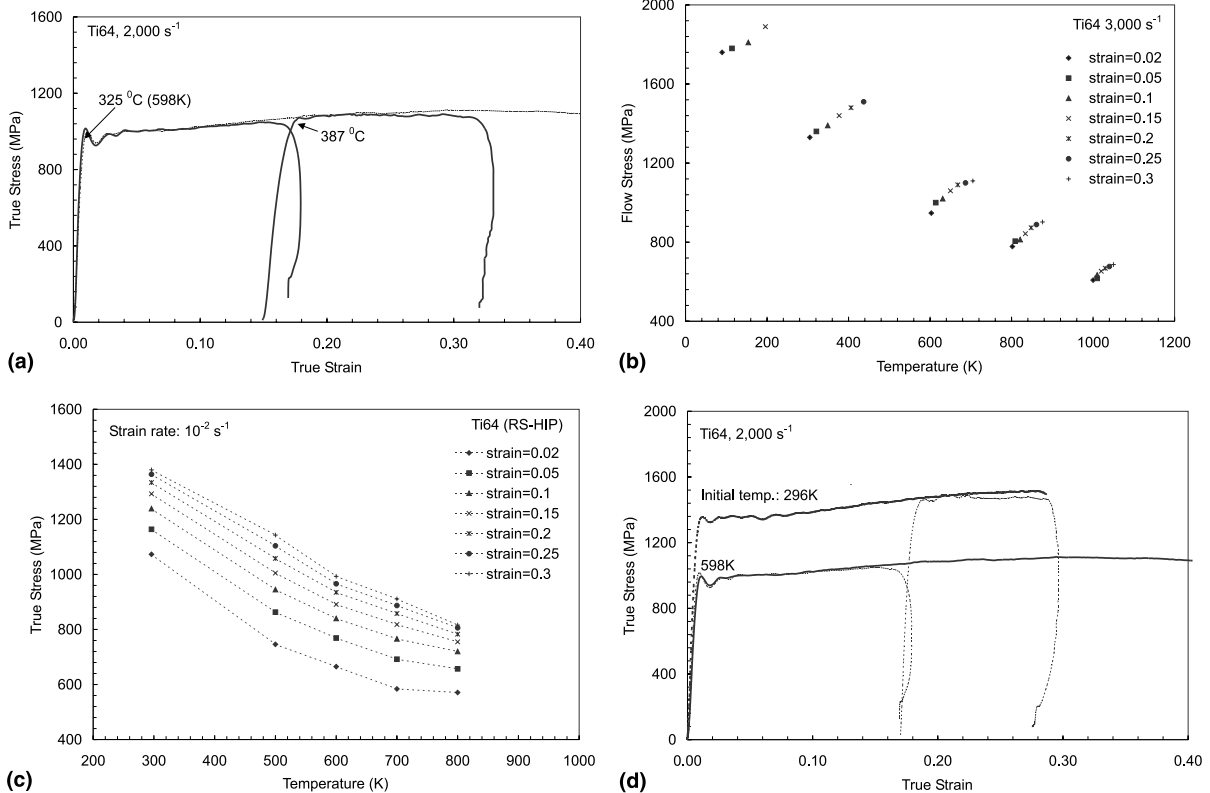 1600
1200
800
400
0
True Stress (MPa)
Ti64, 2,000 s⁻¹
325 ⁰C (598K)
387 ⁰C
0.00
0.10
0.20
0.30
0.40
True Strain
(a)
2000
1600
1200
800
400
Flow Stress (MPa)
Ti64 3,000 s⁻¹
strain=0.02
strain=0.05
strain=0.1
strain=0.15
strain=0.2
strain=0.25
strain=0.3
0
200
400
600
800
1000
1200
Temperature (K)
(b)
1600
1400
1200
1000
800
600
400
True Stress (MPa)
Strain rate: 10⁻² s⁻¹
Ti64 (RS-HIP)
strain=0.02
strain=0.05
strain=0.1
strain=0.15
strain=0.2
strain=0.25
strain=0.3
200
300
400
500
600
700
800
900
1000
Temperature (K)
(c)
2000
1600
1200
800
400
0
True Stress (MPa)
Ti64, 2,000 s⁻¹
Initial temp.: 296K
598K
0.00
0.10
0.20
0.30
0.40
True Strain
(d)